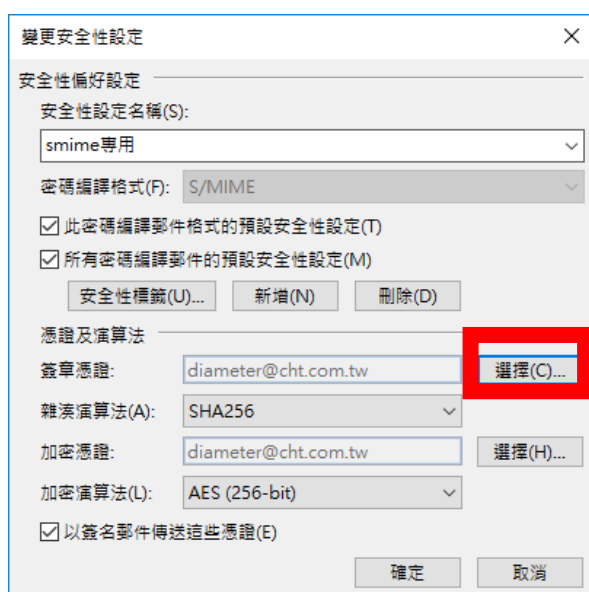 變更安全性設定
安全性偏好設定
安全性設定名稱(S):
smime專用
密碼編譯格式(F): S/MIME
此密碼編譯郵件格式的預設安全性設定(T)
所有密碼編譯郵件的預設安全性設定(M)
安全性標籤(U)... 新增(N) 刪除(D)
憑證及演算法
簽章憑證: diameter@cht.com.tw 選擇(C)...
雜湊演算法(A): SHA256
加密憑證: diameter@cht.com.tw 選擇(H)...
加密演算法(L): AES (256-bit)
以簽名郵件傳送這些憑證(E)
確定 取消